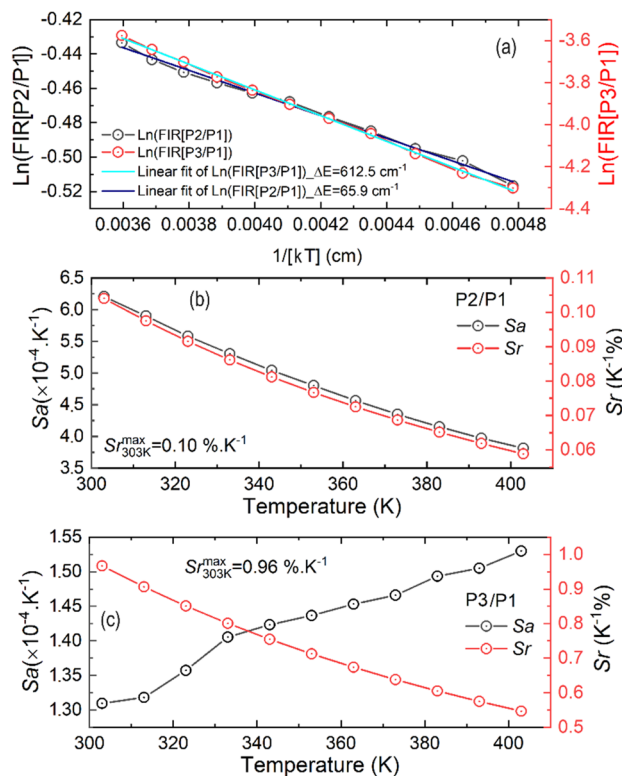 (a)
-0.42
-0.44
-0.46
-0.48
-0.50
-0.52
Ln(FIR[P2/P1])
-3.6
-3.8
-3.9
-4.0
-4.2
-4.3
Ln(FIR[P3/P1])
Ln(FIR[P2/P1])
Ln(FIR[P3/P1])
Linear fit of Ln(FIR[P3/P1])_ΔE=612.5 cm⁻¹
Linear fit of Ln(FIR[P2/P1])_ΔE=65.9 cm⁻¹
0.0036 0.0038 0.0040 0.0042 0.0044 0.0046 0.0048
1/[kT] (cm)
(b)
6.5
6.0
5.5
5.0
4.5
4.0
3.5
Sa(×10⁻⁴.K⁻¹)
0.11
0.10
0.09
0.08
0.07
0.06
Sr (K⁻¹%)
P2/P1
Sa
Sr
Sr303Kmax=0.10 %.K⁻¹
300 320 340 360 380 400
Temperature (K)
(c)
1.55
1.50
1.45
1.40
1.35
1.30
Sa(×10⁻⁴.K⁻¹)
1.0
0.9
0.8
0.7
0.6
0.5
Sr (K⁻¹%)
Sr303Kmax=0.96 %.K⁻¹
P3/P1
Sa
Sr
300 320 340 360 380 400
Temperature (K)